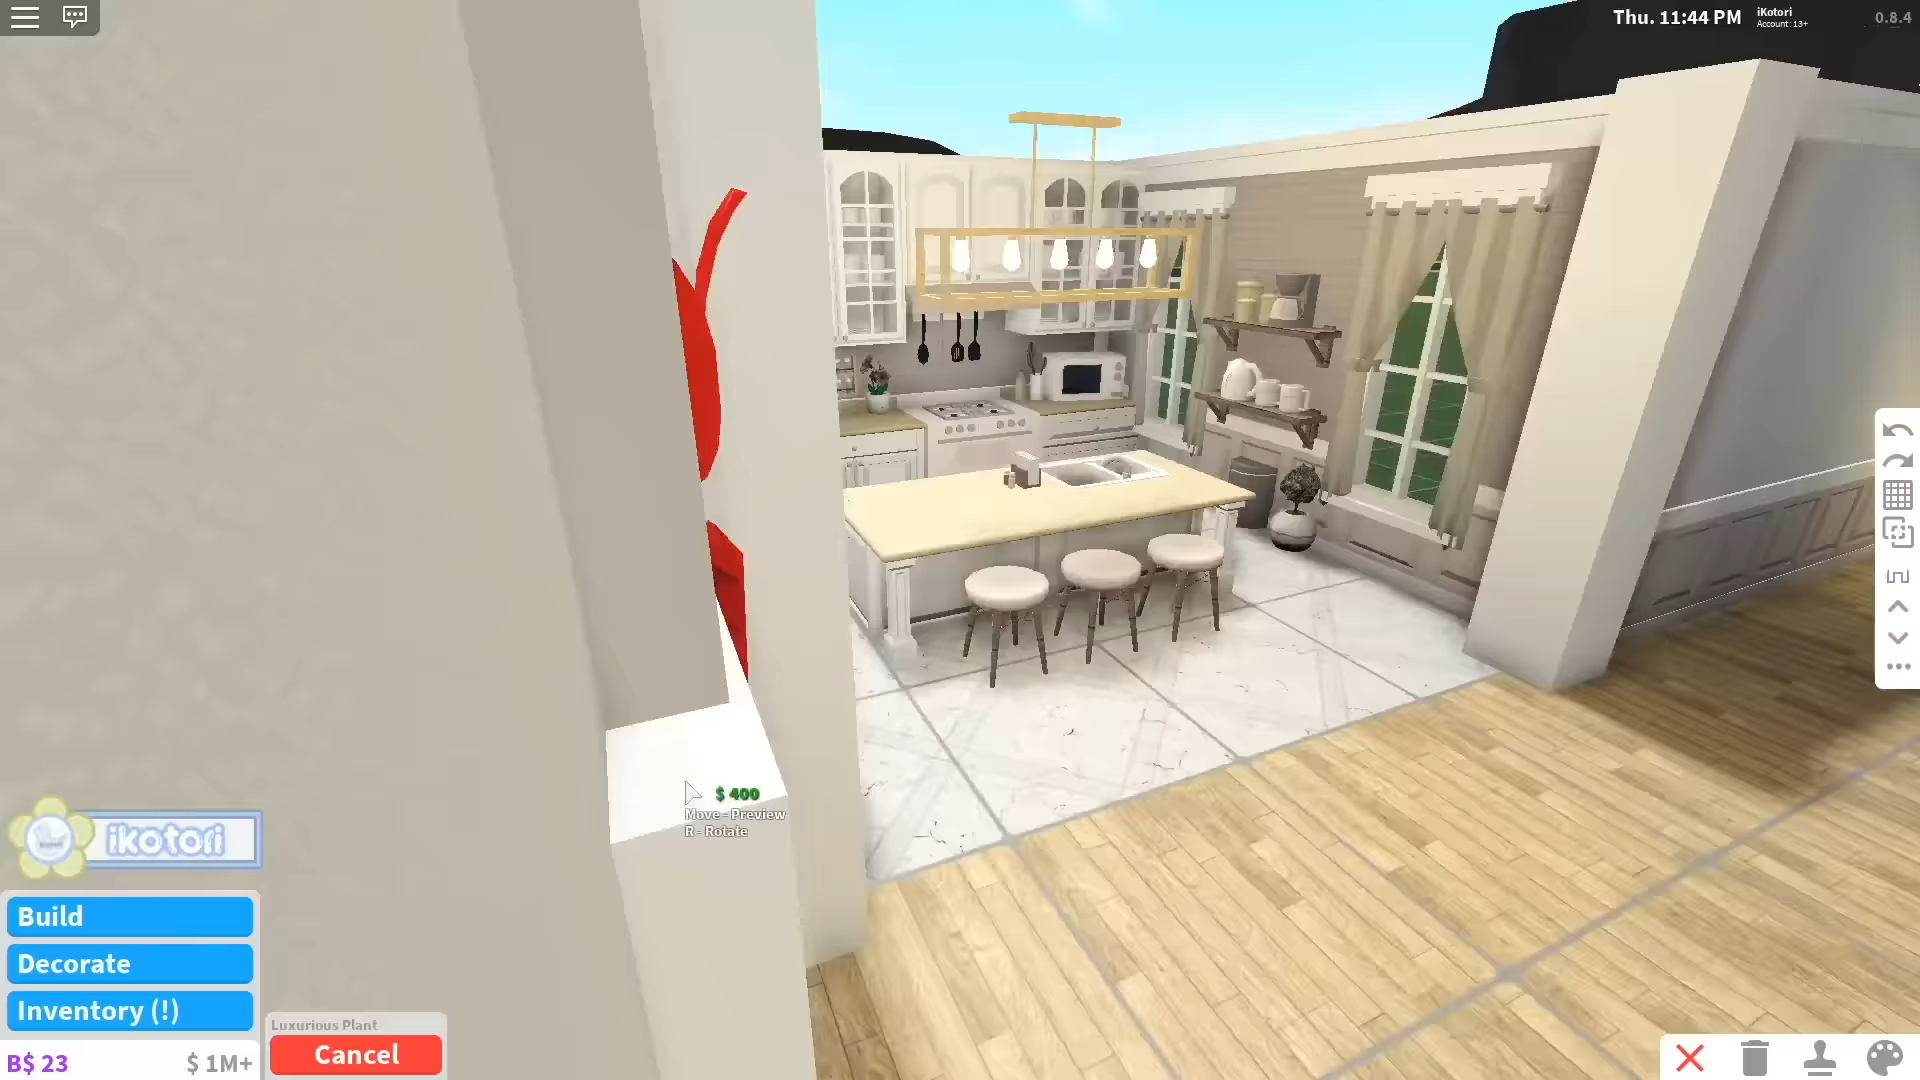 Thu. 11:44 PM
iKotori
Account: 13+
0.8.4
$ 400
Move - Preview
R - Rotate
ikotori
Build
Decorate
Inventory (!)
B$ 23
$ 1M+
Luxurious Plant
Cancel